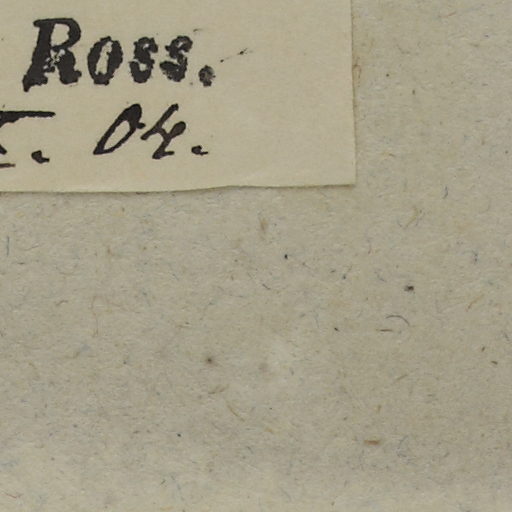 Ross.
. 04.